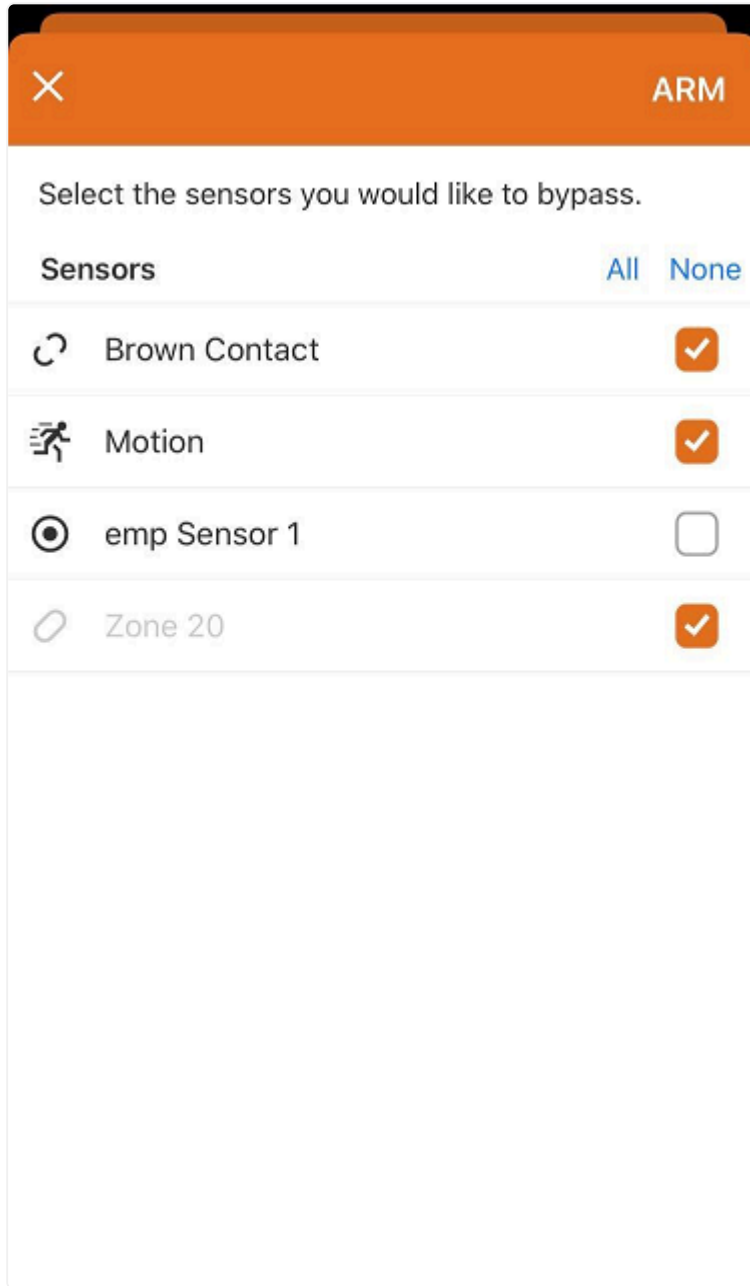 ARM
Select the sensors you would like to bypass.
Sensors All None
Brown Contact
Motion
emp Sensor 1
Zone 20